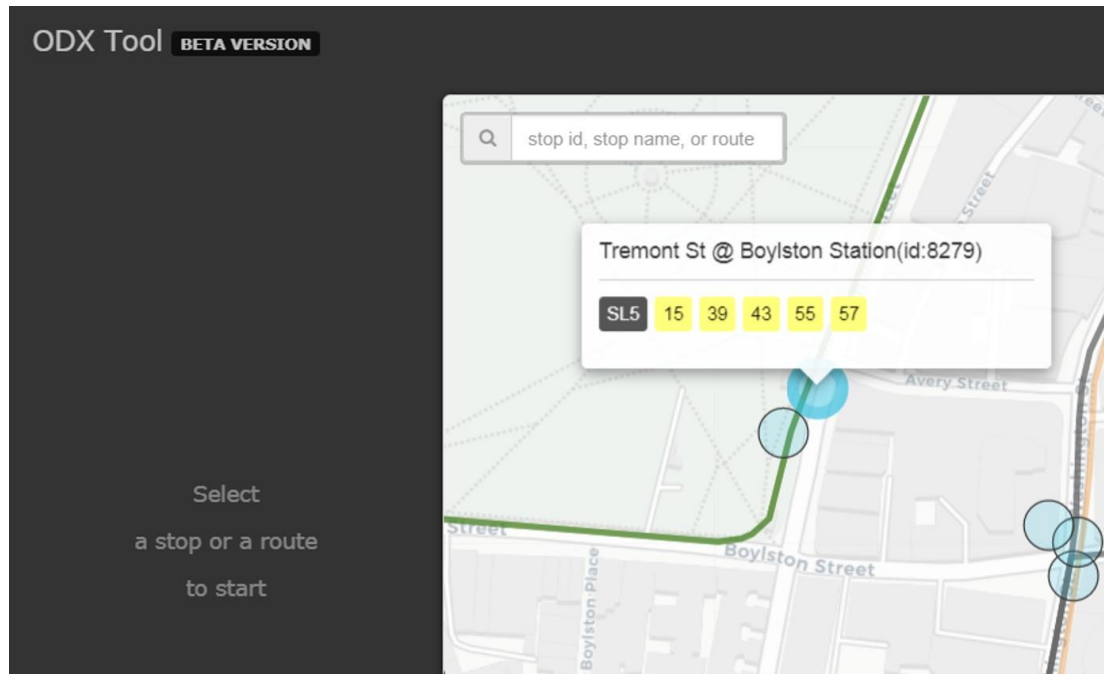 ODX Tool BETA VERSION
stop id, stop name, or route
Street
Tremont St @ Boylston Station(id:8279)
SL5 15 39 43 55 57
Avery Street
Select
a stop or a route
to start
Street
Boylston Street
Boylston Place